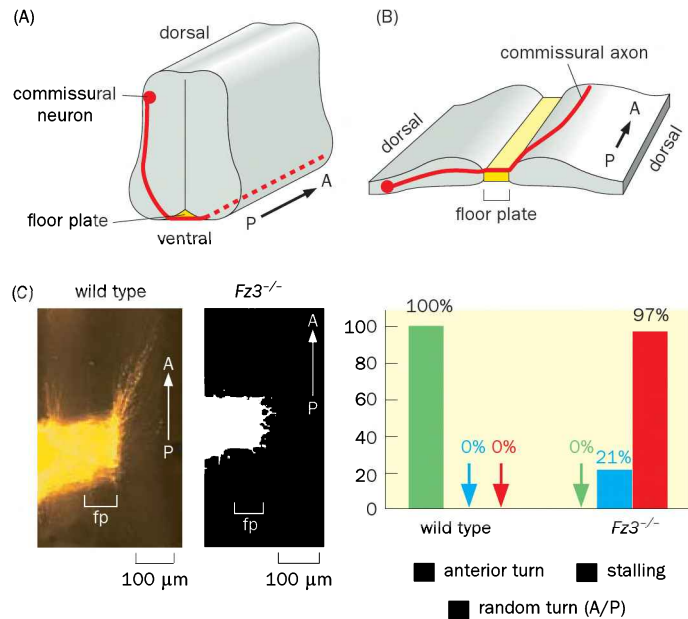 (A)
dorsal
commissural
neuron
floor plate
ventral
P
A
(B)
commissural axon
dorsal
A
P
dorsal
floor plate
(C)
wild type
A
P
fp
100 µm
Fz3⁻/⁻
A
P
fp
100 µm
100%
97%
100
80
60
40
20
0
0% 0%
0%
21%
wild type
Fz3⁻/⁻
anterior turn
stalling
random turn (A/P)